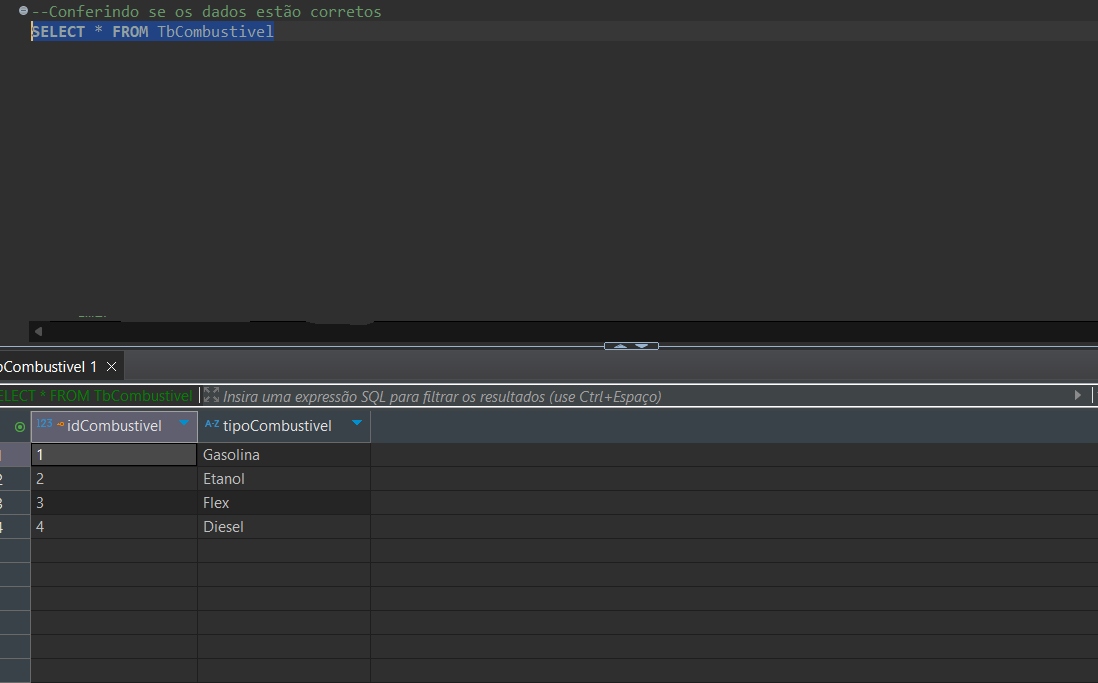 --Conferindo se os dados estão corretos
SELECT * FROM TbCombustivel
bCombustivel 1
ELECT * FROM TbCombustivel Insira uma expressão SQL para filtrar os resultados (use Ctrl+Espaço)
123 idCombustivel A-Z tipoCombustivel
1 1 Gasolina
2 2 Etanol
3 3 Flex
4 4 Diesel